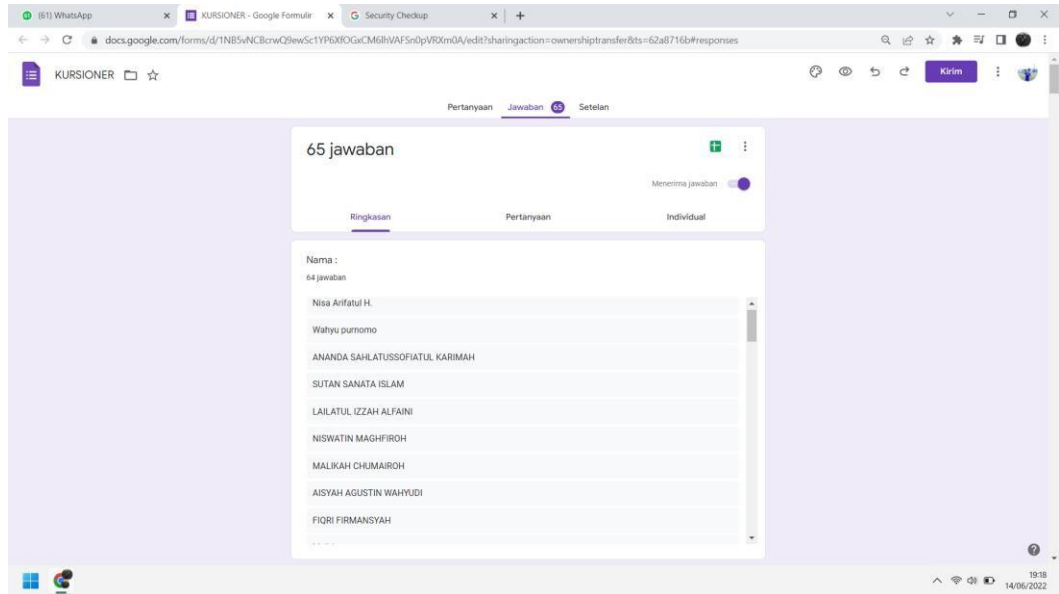 (61) WhatsApp
KURSIONER - Google Formulir
Security Checkup
docs.google.com/forms/d/1NB5vNCBcrwQ9ewSc1YP6XfOGxCM6lhVAFSn0pVRXm0A/edit?sharingaction=ownershiptransfer&ts=62a8716b#responses
KURSIONER
Kirim
Pertanyaan Jawaban 65 Setelan
65 jawaban
Menerima jawaban
Ringkasan Pertanyaan Individual
Nama :
64 jawaban
Nisa Arifatul H.
Wahyu purnomo
ANANDA SAHLATUSSOFIATUL KARIMAH
SUTAN SANATA ISLAM
LAILATUL IZZAH ALFAINI
NISWATIN MAGHFIROH
MALIKAH CHUMAIROH
AISYAH AGUSTIN WAHYUDI
FIQRI FIRMANSYAH
19:18
14/06/2022